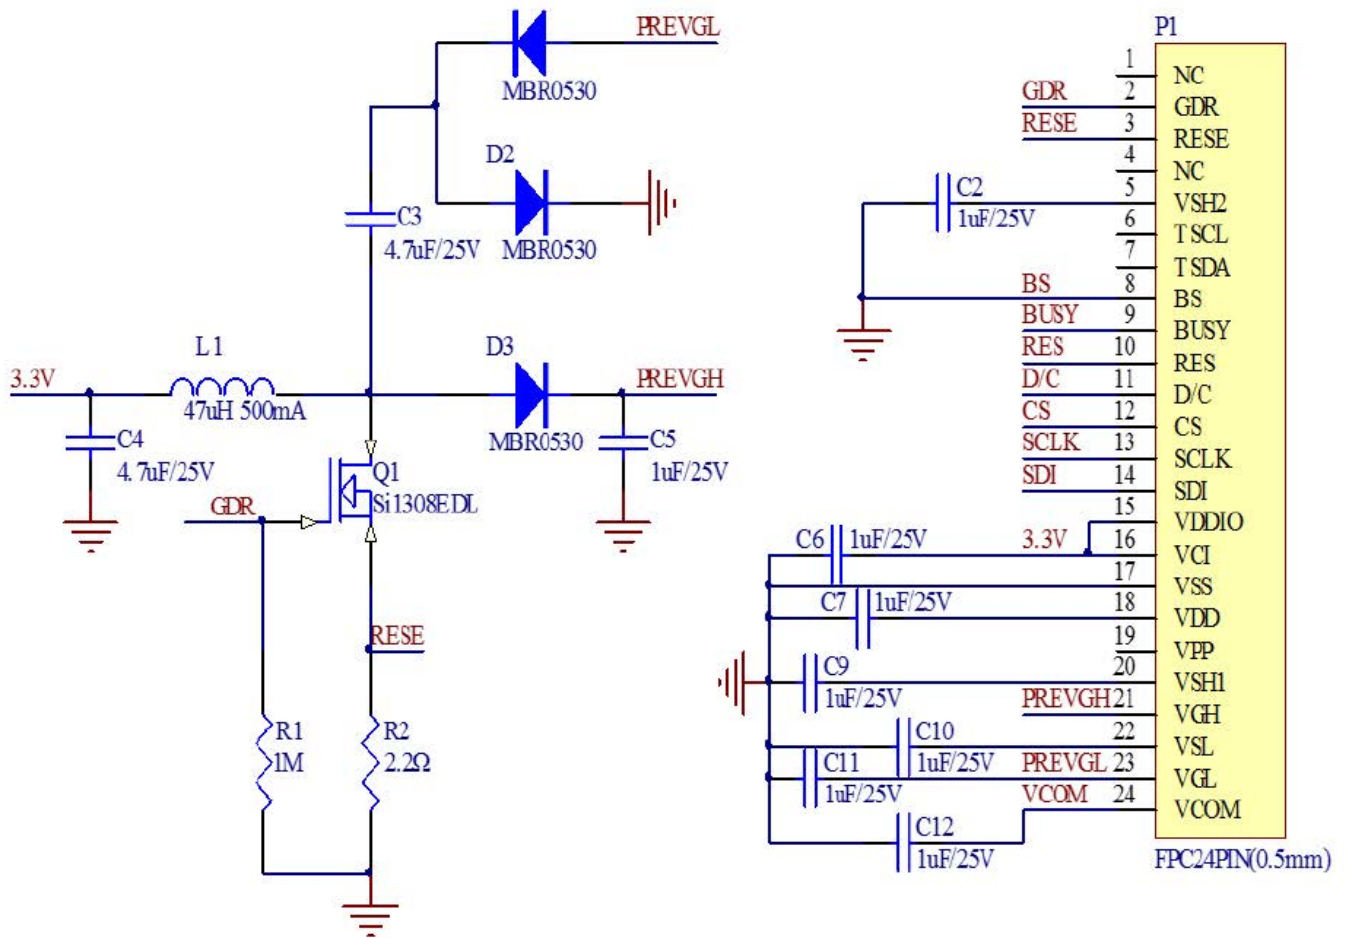 PREVGL
MBR0530
D2
MBR0530
C3
4.7uF/25V
3.3V
L1
47uH 500mA
D3
MBR0530
PREVGH
C4
4.7uF/25V
C5
1uF/25V
GDR
Q1
Si1308EDL
RESE
R1
1M
R2
2.2Ω
P1
1 NC
GDR 2 GDR
RESE 3 RESE
4 NC
C2
1uF/25V
5 VSH2
6 TSCL
7 TSDA
BS 8 BS
BUSY 9 BUSY
RES 10 RES
D/C 11 D/C
CS 12 CS
SCLK 13 SCLK
SDI 14 SDI
15 VDDIO
C6 1uF/25V 3.3V 16 VCI
17 VSS
C7 1uF/25V 18 VDD
19 VPP
C9
1uF/25V
20 VSH1
PREVGH 21 VGH
C10
1uF/25V
22 VSL
C11
1uF/25V
PREVGL 23 VGL
VCOM 24 VCOM
C12
1uF/25V
FPC24PIN(0.5mm)